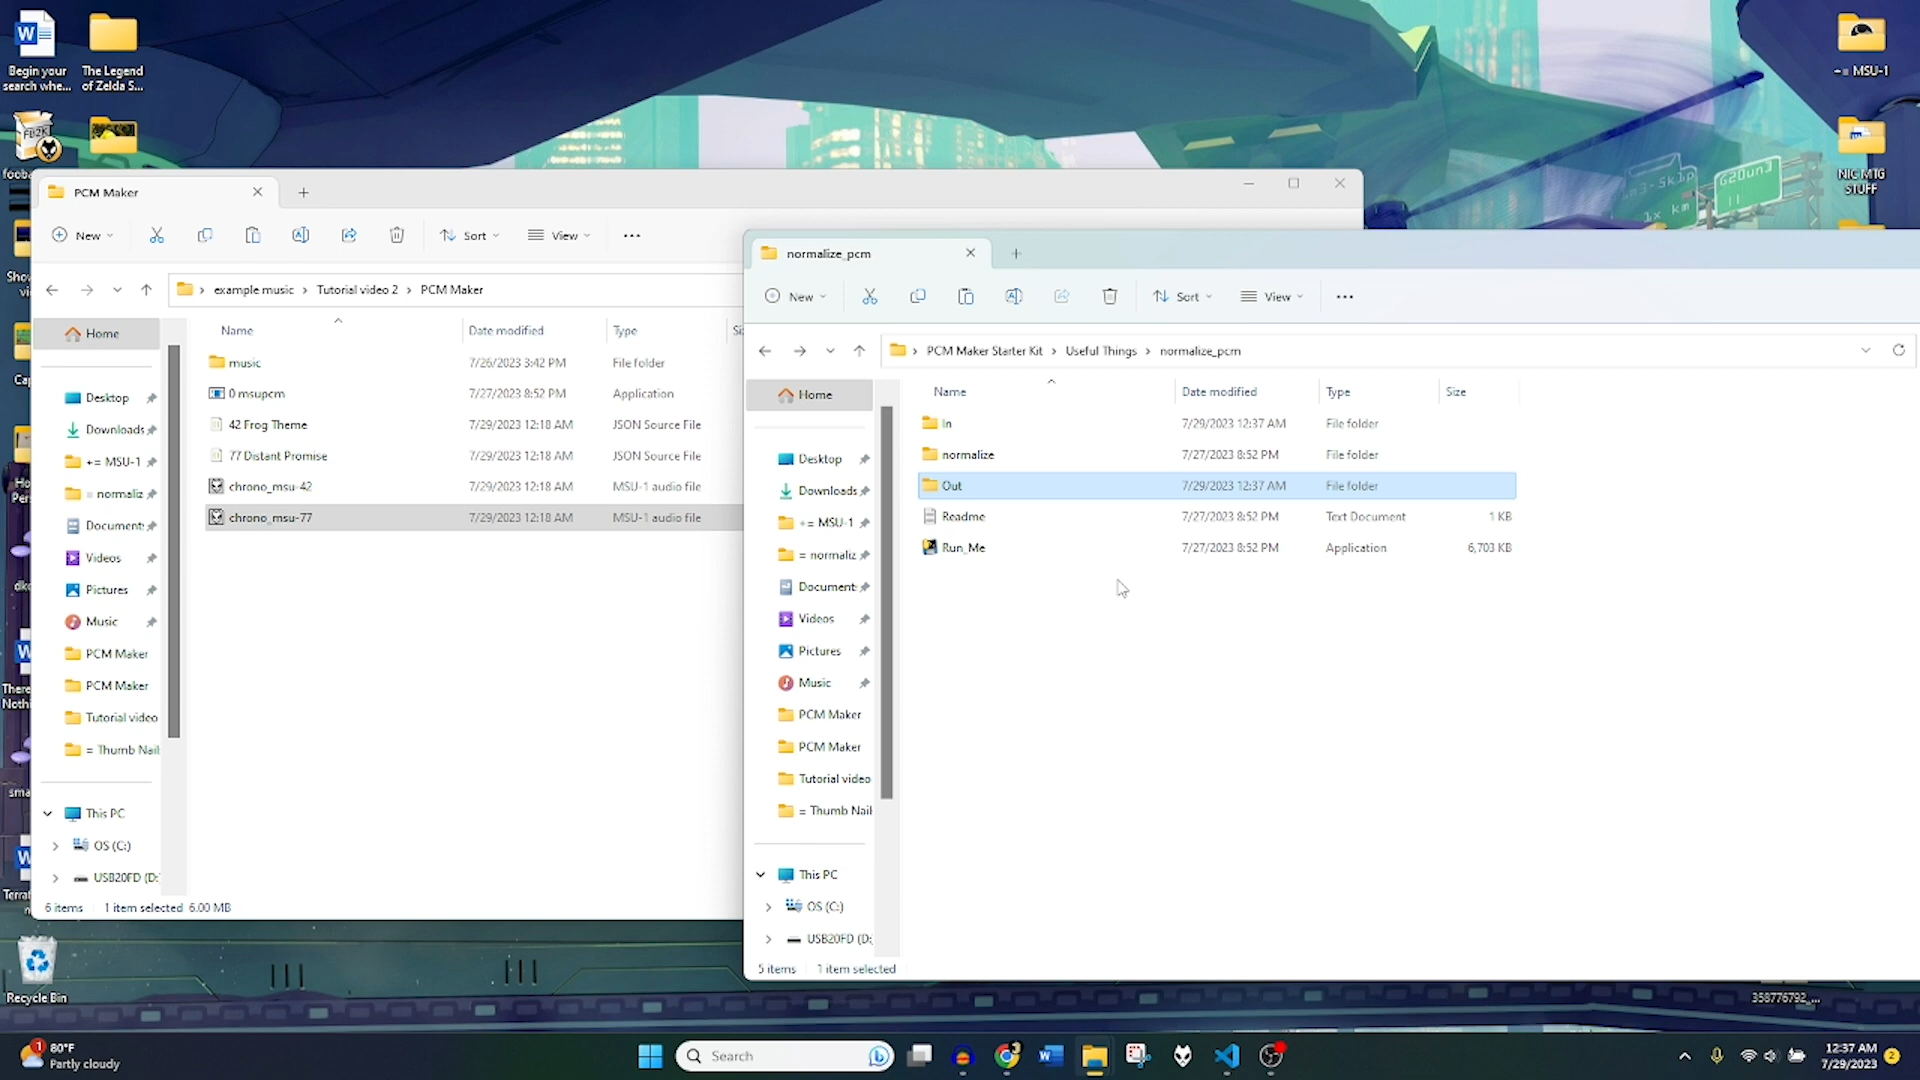 Begin your
search whe...
The Legend
of Zelda S...
FB2K
~= MSU-1
NIC MTG
STUFF
PCM Maker
New
Sort
View
example music
Tutorial video 2
PCM Maker
Name
Date modified
Type
Home
music
7/26/2023 3:42 PM
File folder
0 msupcm
7/27/2023 8:52 PM
Application
Desktop
42 Frog Theme
7/29/2023 12:18 AM
JSON Source File
Downloads
77 Distant Promise
7/29/2023 12:18 AM
JSON Source File
+= MSU-1
chrono_msu-42
7/29/2023 12:18 AM
MSU-1 audio file
= normaliz
chrono_msu-77
7/29/2023 12:18 AM
MSU-1 audio file
Document:
Videos
Pictures
Music
PCM Maker
PCM Maker
Tutorial video
= Thumb Nail
This PC
OS (C:)
USB20FD (D:
6 items
1 item selected 6.00 MB
normalize_pcm
New
Sort
View
PCM Maker Starter Kit
Useful Things
normalize_pcm
Name
Date modified
Type
Size
Home
In
7/29/2023 12:37 AM
File folder
normalize
7/27/2023 8:52 PM
File folder
Desktop
Out
7/29/2023 12:37 AM
File folder
Downloads
Readme
7/27/2023 8:52 PM
Text Document
1 KB
+= MSU-1
Run_Me
7/27/2023 8:52 PM
Application
6,703 KB
= normaliz
Document:
Videos
Pictures
Music
PCM Maker
PCM Maker
Tutorial video
= Thumb Nail
This PC
OS (C:)
USB20FD (D:
5 items
1 item selected
Recycle Bin
358776792_...
1
80°F
Partly cloudy
Search
3
12:37 AM
7/29/2023
2